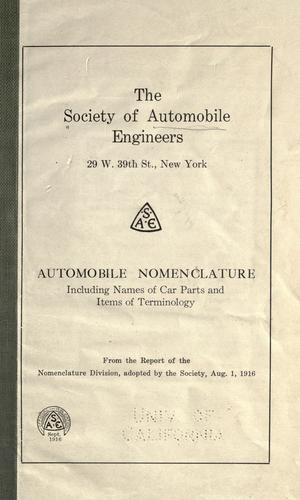 The
Society of Automobile
Engineers
29 W. 39th St., New York
S
A E
AUTOMOBILE NOMENCLATURE
Including Names of Car Parts and
Items of Terminology
From the Report of the
Nomenclature Division, adopted by the Society, Aug. 1, 1916
S
A E
Sept.
1916
UNIV. OF
CALIFORNIA